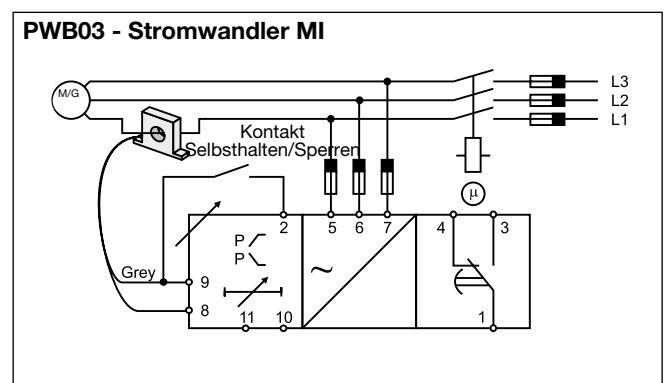 PWB03 - Stromwandler MI
M/G
L3
L2
L1
Kontakt
Selbsthalten/Sperren
µ
2
5
6
7
4
3
P
P
~
Grey
9
8
11
10
1